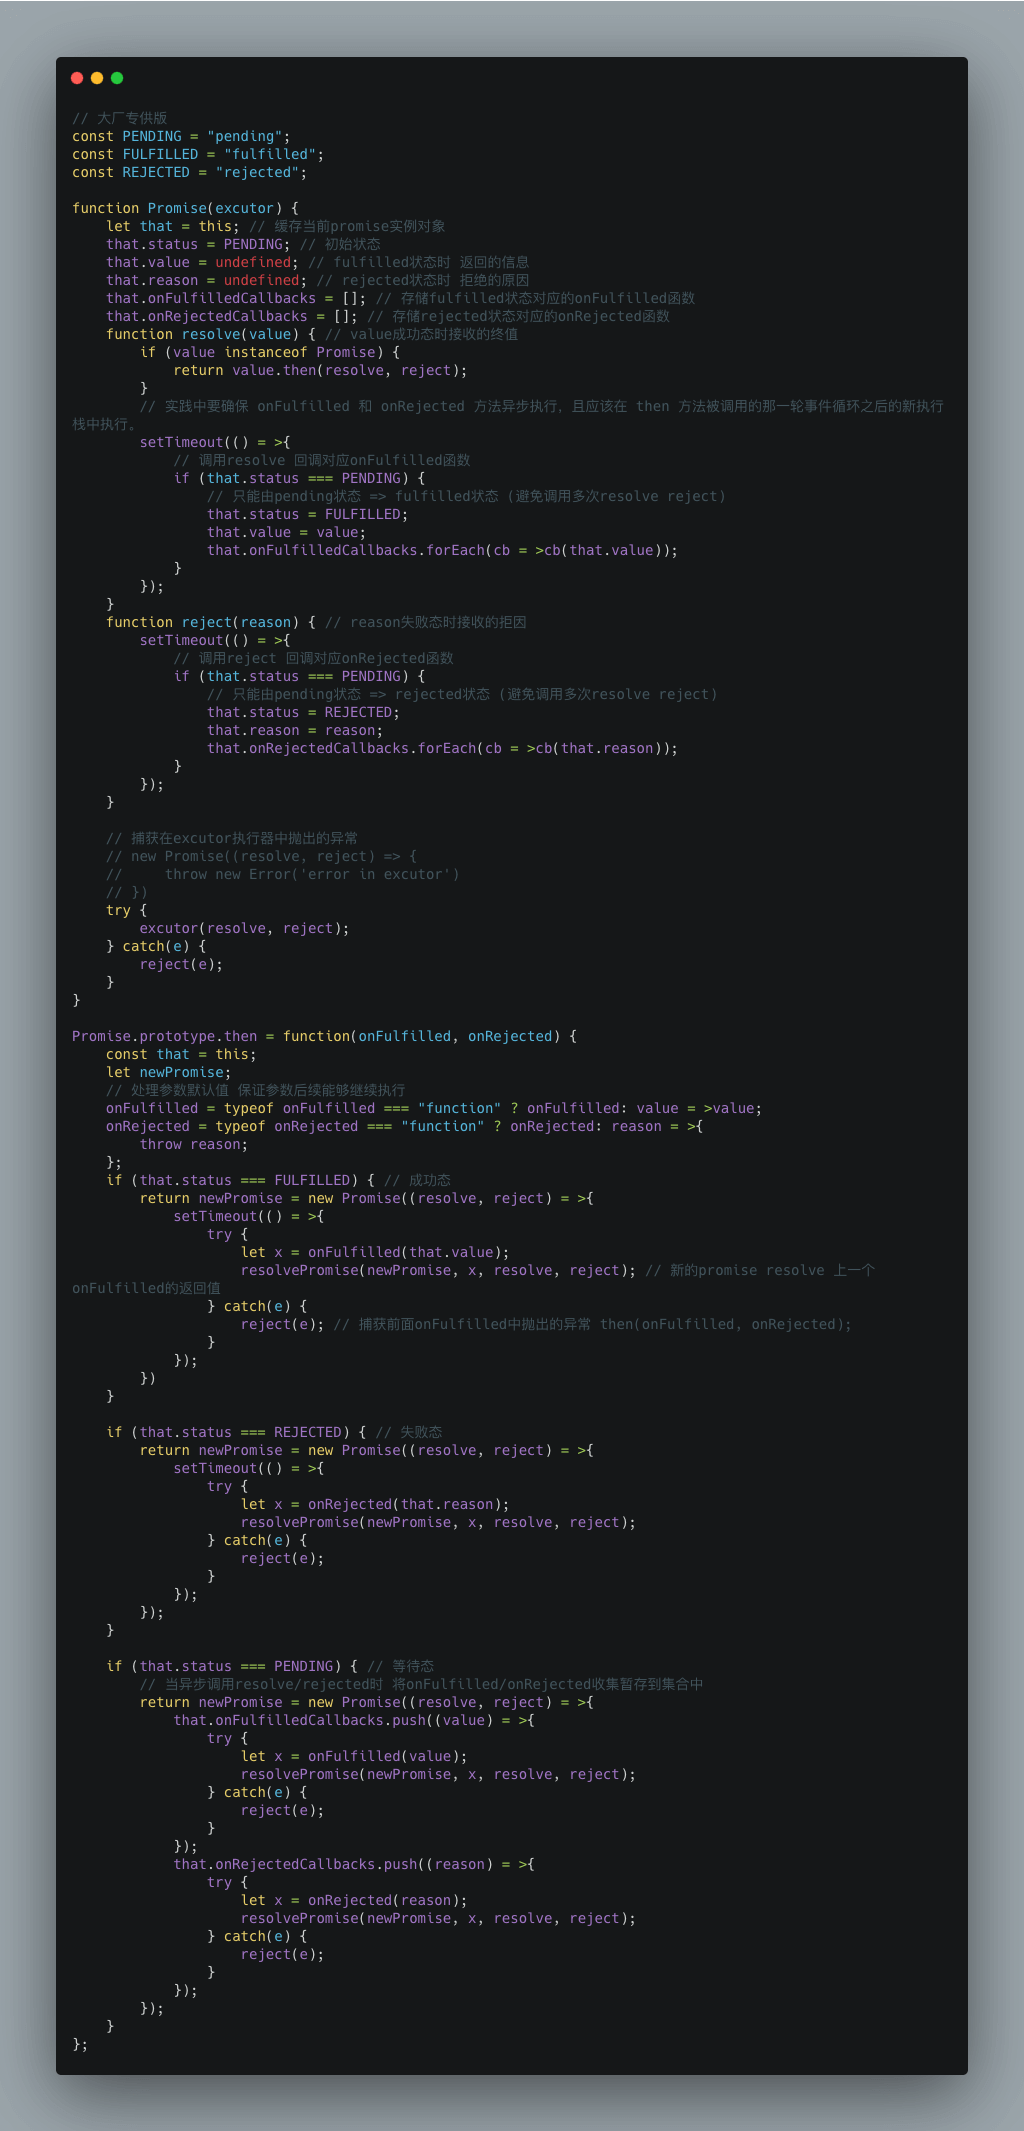 // 大厂专供版
const PENDING = "pending";
const FULFILLED = "fulfilled";
const REJECTED = "rejected";

function Promise(excutor) {
    let that = this; // 缓存当前promise实例对象
    that.status = PENDING; // 初始状态
    that.value = undefined; // fulfilled状态时 返回的信息
    that.reason = undefined; // rejected状态时 拒绝的原因
    that.onFulfilledCallbacks = []; // 存储fulfilled状态对应的onFulfilled函数
    that.onRejectedCallbacks = []; // 存储rejected状态对应的onRejected函数
    function resolve(value) { // value成功态时接收的终值
        if (value instanceof Promise) {
            return value.then(resolve, reject);
        }
        // 实践中要确保 onFulfilled 和 onRejected 方法异步执行，且应该在 then 方法被调用的那一轮事件循环之后的新执行
栈中执行。
        setTimeout(() = >{
            // 调用resolve 回调对应onFulfilled函数
            if (that.status === PENDING) {
                // 只能由pending状态 => fulfilled状态 (避免调用多次resolve reject)
                that.status = FULFILLED;
                that.value = value;
                that.onFulfilledCallbacks.forEach(cb = >cb(that.value));
            }
        });
    }
    function reject(reason) { // reason失败态时接收的拒因
        setTimeout(() = >{
            // 调用reject 回调对应onRejected函数
            if (that.status === PENDING) {
                // 只能由pending状态 => rejected状态 (避免调用多次resolve reject)
                that.status = REJECTED;
                that.reason = reason;
                that.onRejectedCallbacks.forEach(cb = >cb(that.reason));
            }
        });
    }

    // 捕获在excutor执行器中抛出的异常
    // new Promise((resolve, reject) => {
    //     throw new Error('error in excutor')
    // })
    try {
        excutor(resolve, reject);
    } catch(e) {
        reject(e);
    }
}

Promise.prototype.then = function(onFulfilled, onRejected) {
    const that = this;
    let newPromise;
    // 处理参数默认值 保证参数后续能够继续执行
    onFulfilled = typeof onFulfilled === "function" ? onFulfilled: value = >value;
    onRejected = typeof onRejected === "function" ? onRejected: reason = >{
        throw reason;
    };
    if (that.status === FULFILLED) { // 成功态
        return newPromise = new Promise((resolve, reject) = >{
            setTimeout(() = >{
                try {
                    let x = onFulfilled(that.value);
                    resolvePromise(newPromise, x, resolve, reject); // 新的promise resolve 上一个
onFulfilled的返回值
                } catch(e) {
                    reject(e); // 捕获前面onFulfilled中抛出的异常 then(onFulfilled, onRejected);
                }
            });
        })
    }

    if (that.status === REJECTED) { // 失败态
        return newPromise = new Promise((resolve, reject) = >{
            setTimeout(() = >{
                try {
                    let x = onRejected(that.reason);
                    resolvePromise(newPromise, x, resolve, reject);
                } catch(e) {
                    reject(e);
                }
            });
        });
    }

    if (that.status === PENDING) { // 等待态
        // 当异步调用resolve/rejected时 将onFulfilled/onRejected收集暂存到集合中
        return newPromise = new Promise((resolve, reject) = >{
            that.onFulfilledCallbacks.push((value) = >{
                try {
                    let x = onFulfilled(value);
                    resolvePromise(newPromise, x, resolve, reject);
                } catch(e) {
                    reject(e);
                }
            });
            that.onRejectedCallbacks.push((reason) = >{
                try {
                    let x = onRejected(reason);
                    resolvePromise(newPromise, x, resolve, reject);
                } catch(e) {
                    reject(e);
                }
            });
        });
    }
};